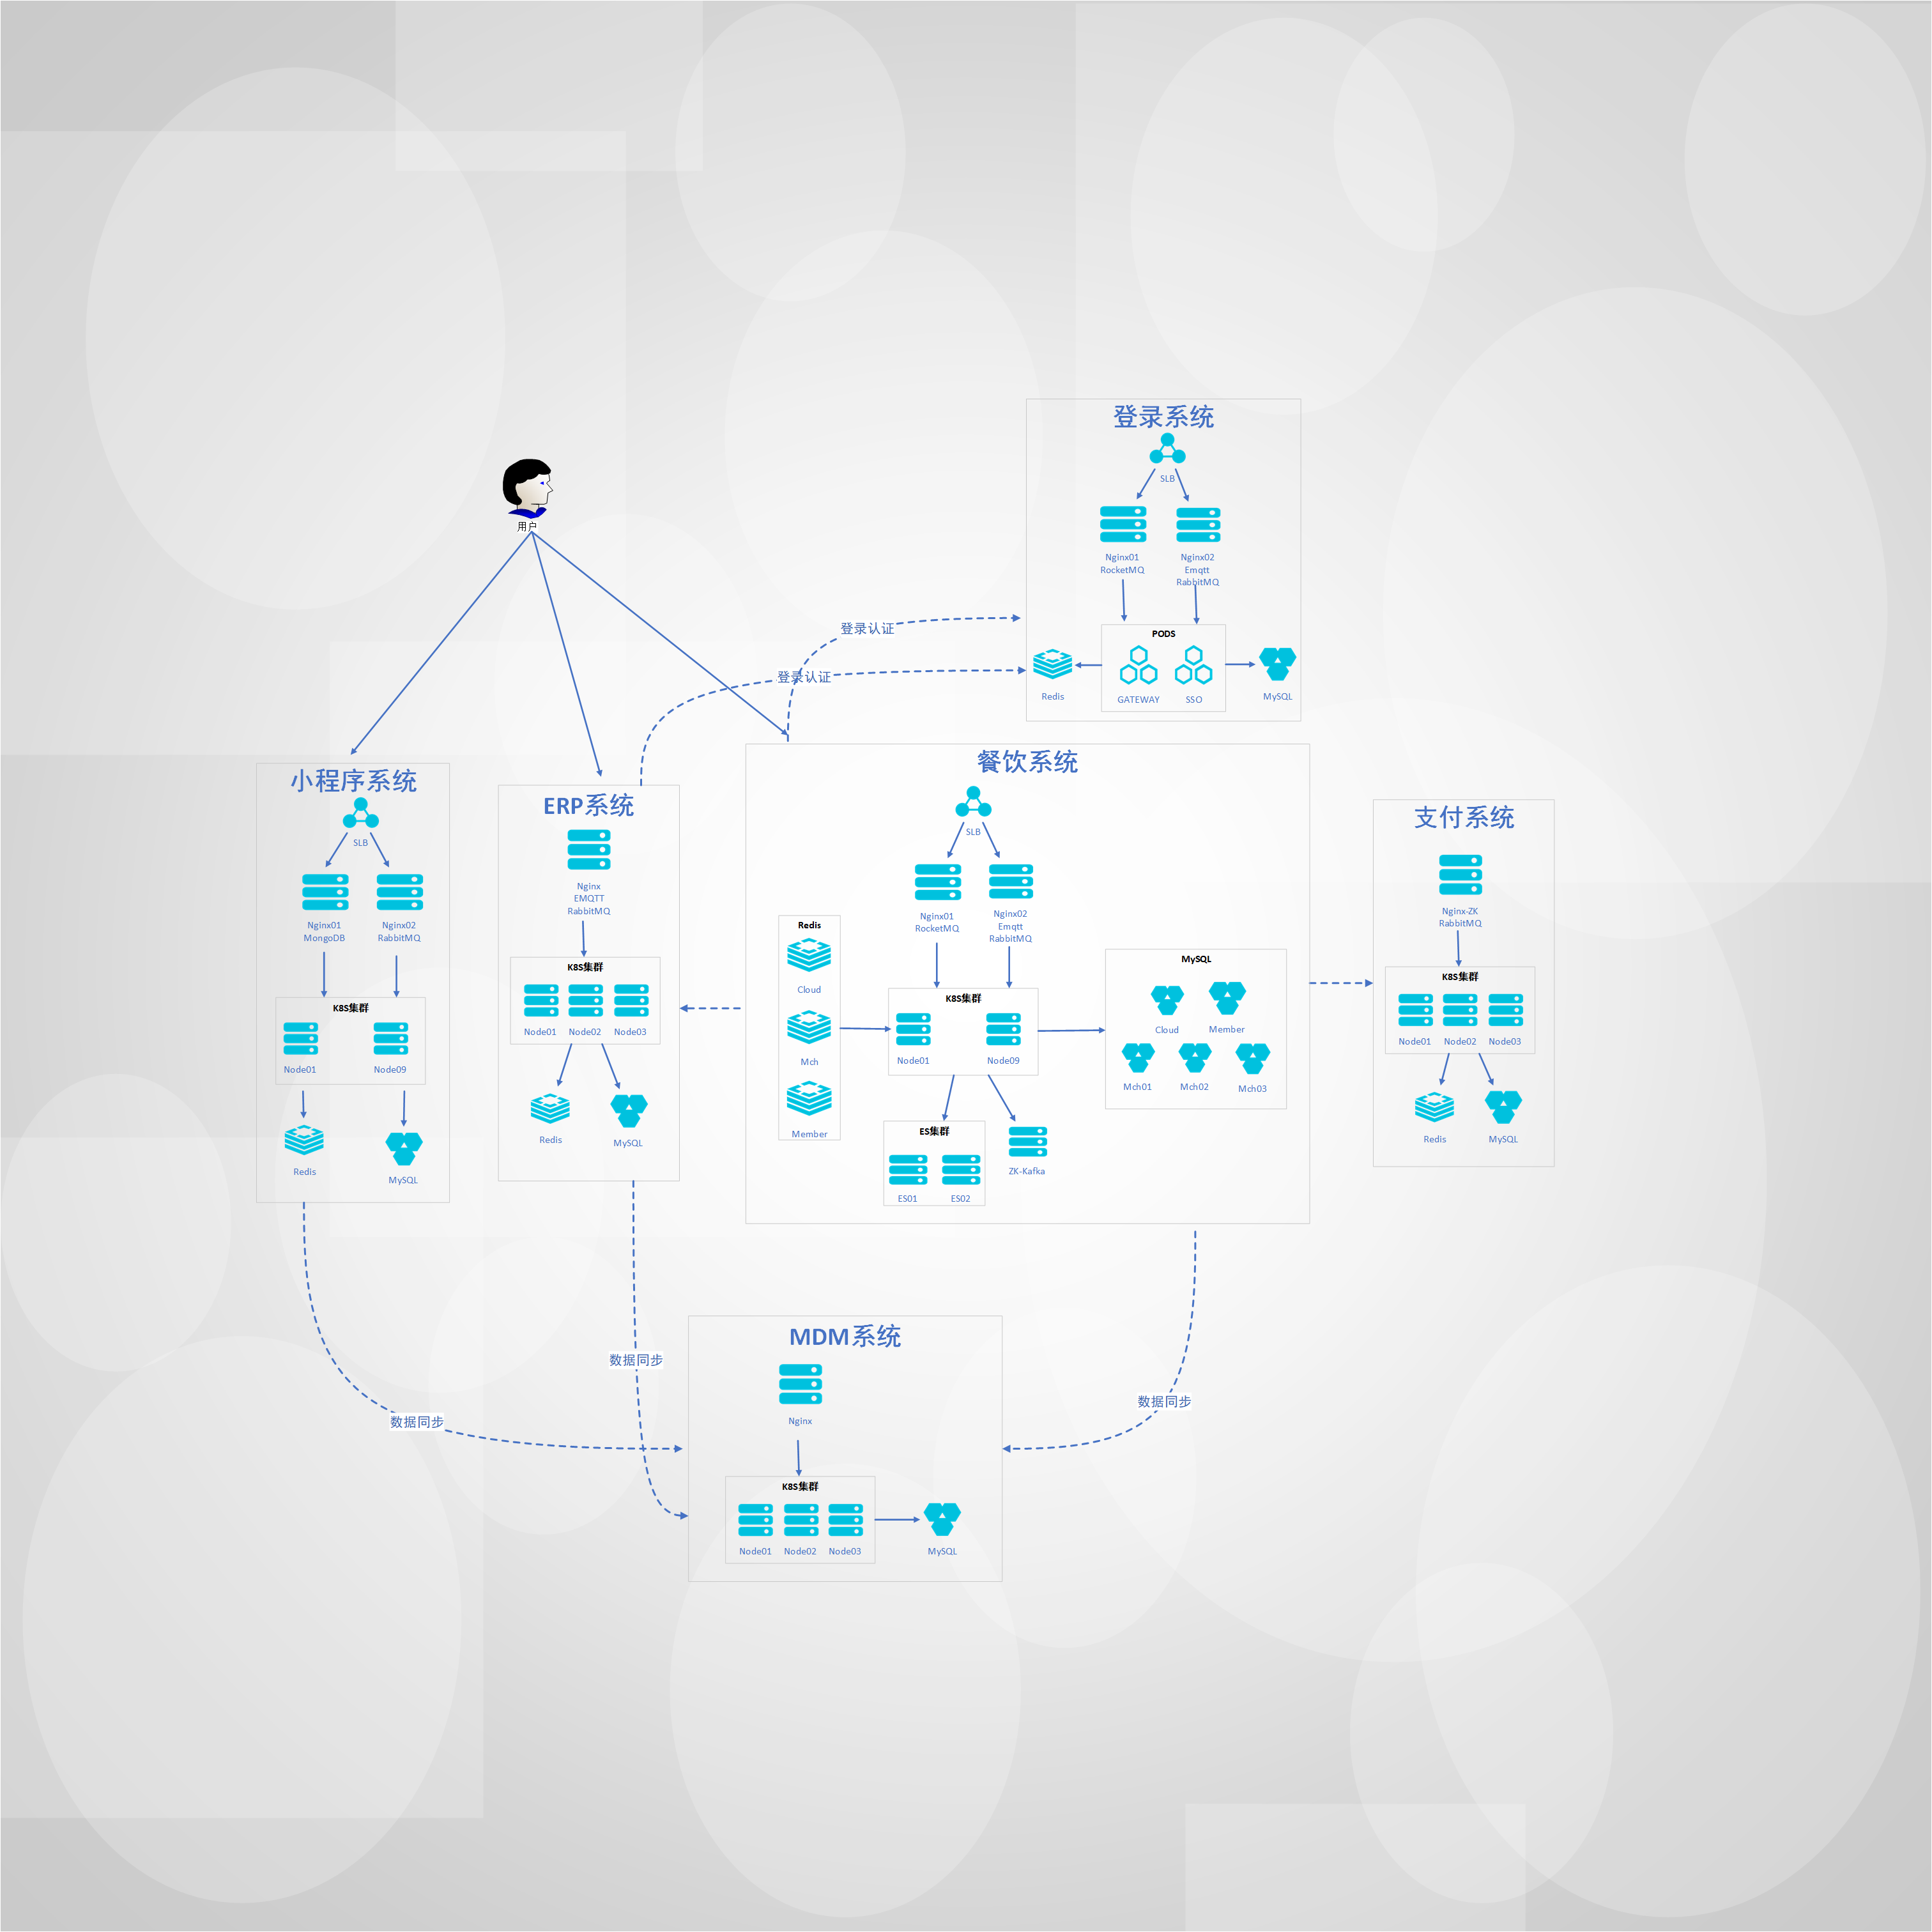 登录系统
SLB
Nginx01
RocketMQ
Nginx02
Emqtt
RabbitMQ
PODS
GATEWAY
SSO
Redis
MySQL
用户
登录认证
登录认证
小程序系统
SLB
Nginx01
MongoDB
Nginx02
RabbitMQ
K8S集群
Node01
Node09
Redis
MySQL
ERP系统
Nginx
EMQTT
RabbitMQ
K8S集群
Node01
Node02
Node03
Redis
MySQL
餐饮系统
SLB
Nginx01
RocketMQ
Nginx02
Emqtt
RabbitMQ
Redis
Cloud
Mch
Member
K8S集群
Node01
Node09
MySQL
Cloud
Member
Mch01
Mch02
Mch03
ES集群
ES01
ES02
ZK-Kafka
支付系统
Nginx-ZK
RabbitMQ
K8S集群
Node01
Node02
Node03
Redis
MySQL
数据同步
数据同步
数据同步
MDM系统
Nginx
K8S集群
Node01
Node02
Node03
MySQL